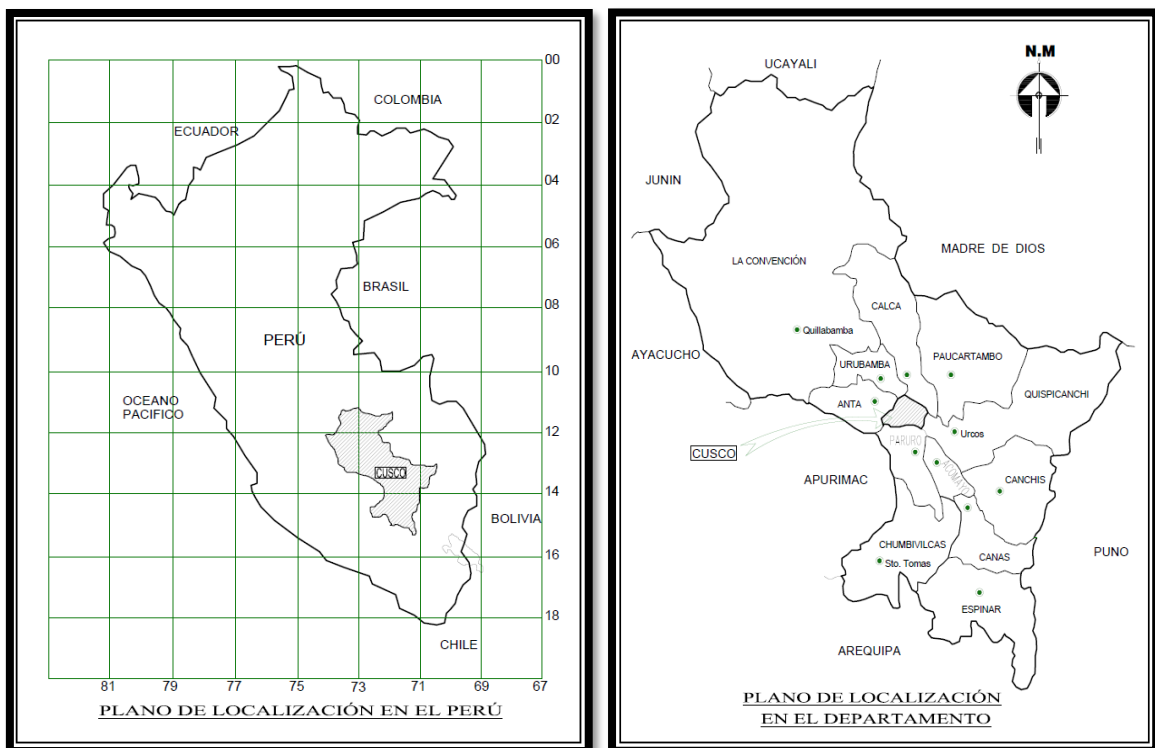 00
COLOMBIA
02
ECUADOR
04
06
BRASIL
08
PERÚ
10
OCEANO
PACIFICO
12
CUSCO
14
BOLIVIA
16
18
CHILE
81 79 77 75 73 71 69 67
PLANO DE LOCALIZACIÓN EN EL PERÚ
N.M
UCAYALI
JUNIN
MADRE DE DIOS
LA CONVENCIÓN
CALCA
Quillabamba
AYACUCHO
URUBAMBA
PAUCARTAMBO
QUISPICANCHI
ANTA
Urcos
PARURO
CUSCO
ACOMAYO
APURIMAC
CANCHIS
CHUMBIVILCAS
PUNO
CANAS
Sto. Tomas
ESPINAR
AREQUIPA
PLANO DE LOCALIZACIÓN
EN EL DEPARTAMENTO